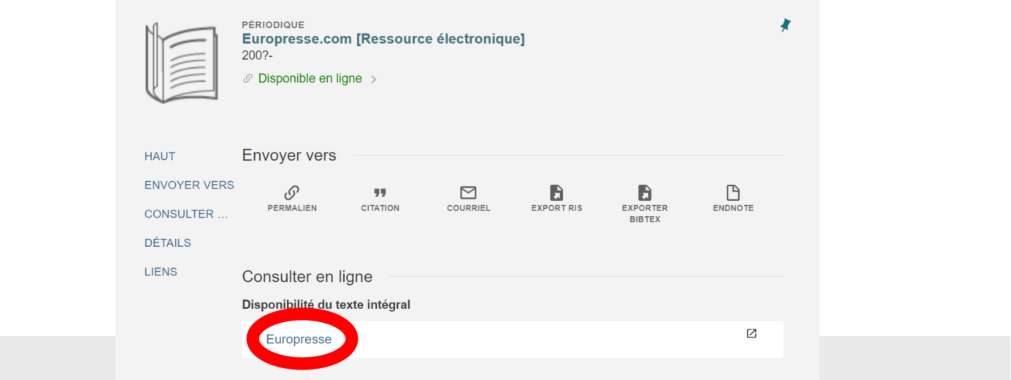 PÉRIODIQUE
Europresse.com [Ressource électronique]
200?-
Disponible en ligne
HAUT
ENVOYER VERS
CONSULTER …
DÉTAILS
LIENS
Envoyer vers
PERMALIEN
CITATION
COURRIEL
EXPORT RIS
EXPORTER
BIBTEX
ENDNOTE
Consulter en ligne
Disponibilité du texte intégral
Europresse